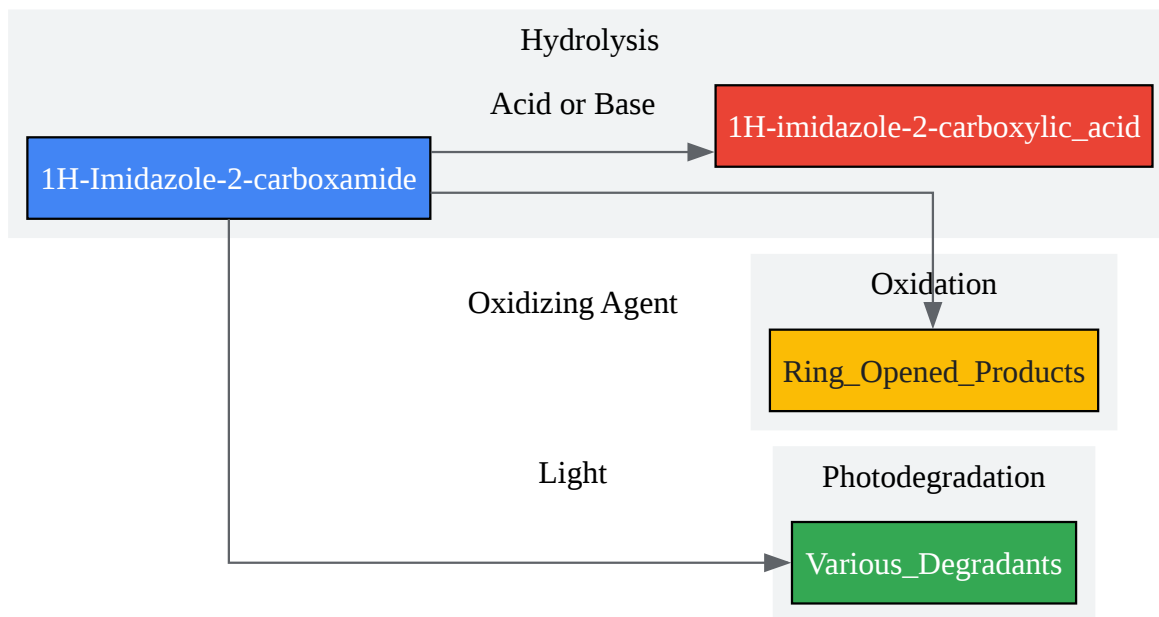 Hydrolysis
Acid or Base
1H-imidazole-2-carboxylic_acid
1H-Imidazole-2-carboxamide
Oxidation
Oxidizing Agent
Ring_Opened_Products
Light
Photodegradation
Various_Degradants